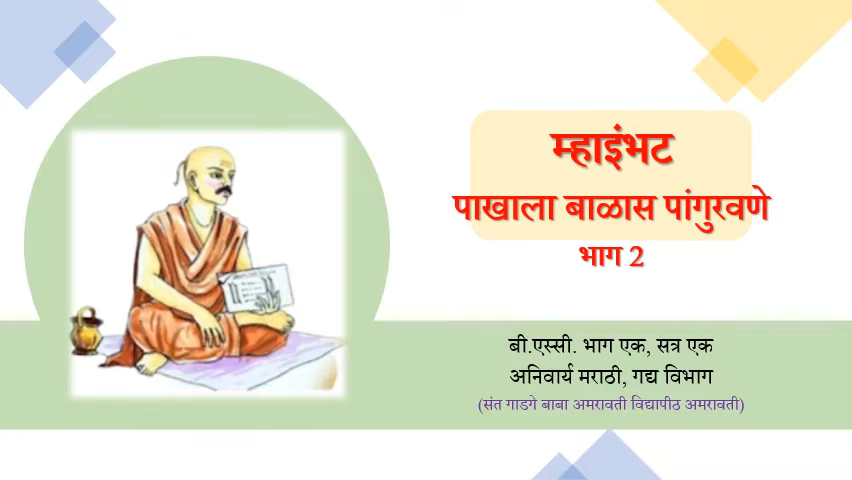 म्हाइंभट
पाखाला बाळास पांगुरवणे
भाग 2
बी.एस्सी. भाग एक, सत्र एक
अनिवार्य मराठी, गद्य विभाग
(संत गाडगे बाबा अमरावती विद्यापीठ अमरावती)